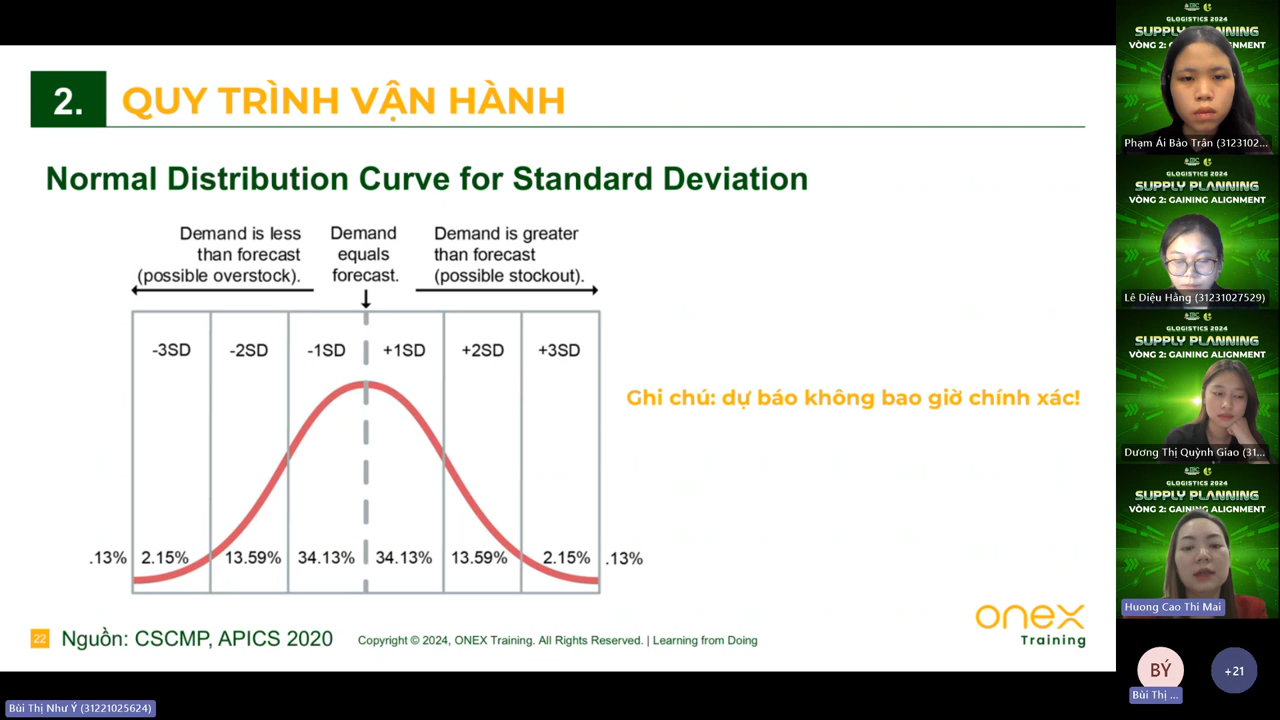 2.
QUY TRÌNH VẬN HÀNH
Normal Distribution Curve for Standard Deviation
Demand is less
than forecast
(possible overstock).
Demand
equals
forecast.
Demand is greater
than forecast
(possible stockout).
-3SD
-2SD
-1SD
+1SD
+2SD
+3SD
.13%
2.15%
13.59%
34.13%
34.13%
13.59%
2.15%
.13%
Ghi chú: dự báo không bao giờ chính xác!
22
Nguồn: CSCMP, APICS 2020
Copyright © 2024, ONEX Training. All Rights Reserved. | Learning from Doing
onex
Training
Bùi Thị Như Ý (31221025624)
GLOGISTICS 2024
SUPPLY PLANNING
VÒNG 2: GAINING ALIGNMENT
Phạm Ái Bảo Trân (3123102...
GLOGISTICS 2024
SUPPLY PLANNING
VÒNG 2: GAINING ALIGNMENT
Lê Diệu Hằng (31231027529)
GLOGISTICS 2024
SUPPLY PLANNING
VÒNG 2: GAINING ALIGNMENT
Dương Thị Quỳnh Giao (31...
GLOGISTICS 2024
SUPPLY PLANNING
VÒNG 2: GAINING ALIGNMENT
Huong Cao Thi Mai
BÝ
Bùi Thị ...
+21